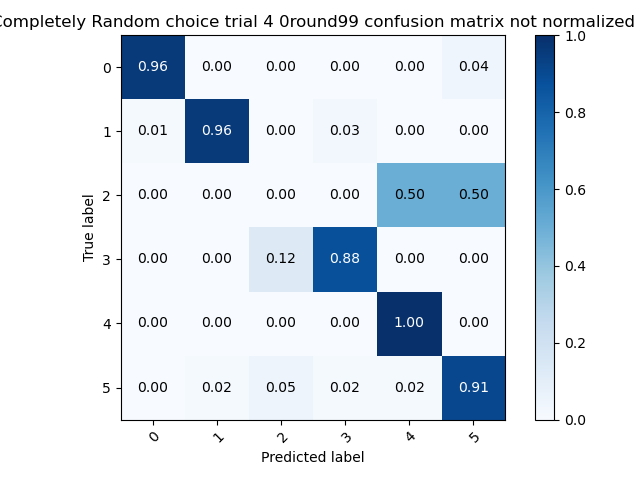 Completely Random choice trial 4 0round99 confusion matrix not normalized
0 0.96 0.00 0.00 0.00 0.00 0.04
1 0.01 0.96 0.00 0.03 0.00 0.00
2 0.00 0.00 0.00 0.00 0.50 0.50
3 0.00 0.00 0.12 0.88 0.00 0.00
4 0.00 0.00 0.00 0.00 1.00 0.00
5 0.00 0.02 0.05 0.02 0.02 0.91
0 1 2 3 4 5
True label
Predicted label
1.0
0.8
0.6
0.4
0.2
0.0